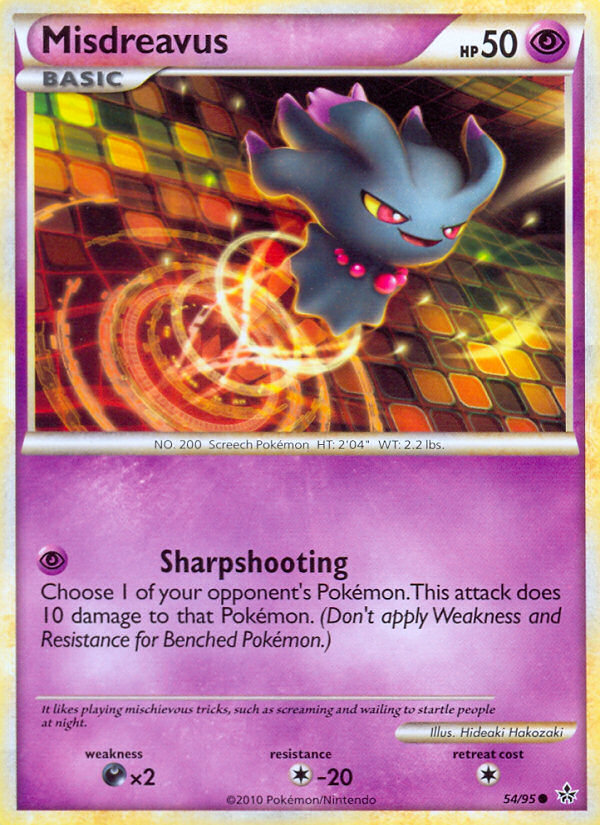 Misdreavus
HP 50
BASIC
NO. 200 Screech Pokémon HT: 2'04" WT: 2.2 lbs.
Sharpshooting
Choose 1 of your opponent's Pokémon.This attack does
10 damage to that Pokémon. (Don't apply Weakness and
Resistance for Benched Pokémon.)
It likes playing mischievous tricks, such as screaming and wailing to startle people
at night.
Illus. Hideaki Hakozaki
weakness resistance retreat cost
×2 -20
©2010 Pokémon/Nintendo 54/95